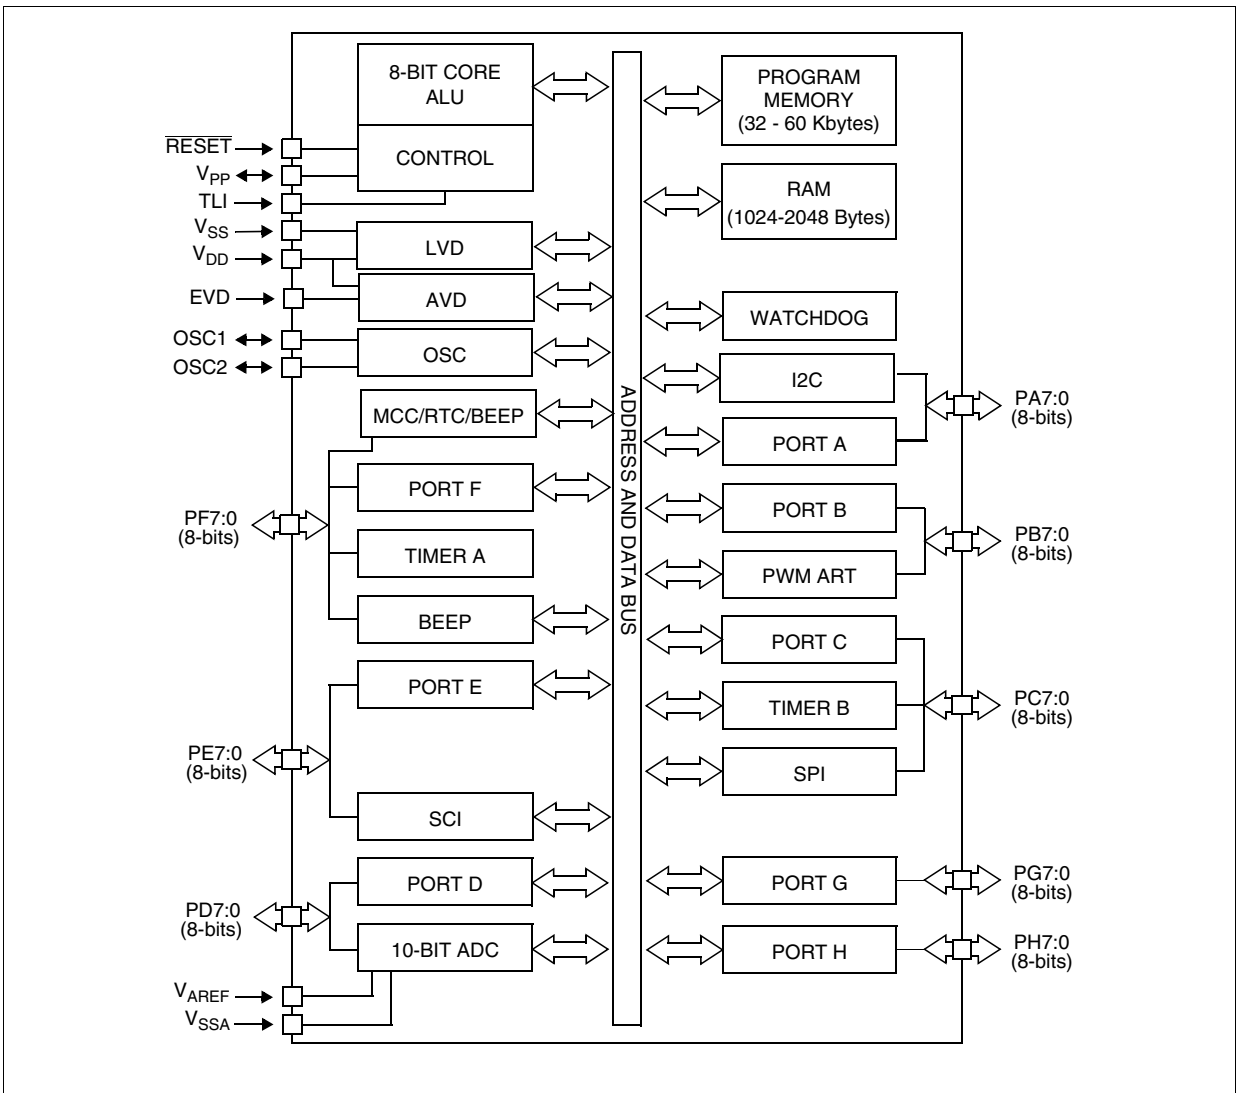 8-BIT CORE
ALU
CONTROL
RESET
VPP
TLI
VSS
VDD
EVD
OSC1
OSC2
LVD
AVD
OSC
MCC/RTC/BEEP
PORT F
TIMER A
BEEP
PF7:0
(8-bits)
PORT E
SCI
PE7:0
(8-bits)
PORT D
10-BIT ADC
PD7:0
(8-bits)
VAREF
VSSA
ADDRESS AND DATA BUS
PROGRAM
MEMORY
(32 - 60 Kbytes)
RAM
(1024-2048 Bytes)
WATCHDOG
I2C
PORT A
PA7:0
(8-bits)
PORT B
PWM ART
PB7:0
(8-bits)
PORT C
TIMER B
SPI
PC7:0
(8-bits)
PORT G
PG7:0
(8-bits)
PORT H
PH7:0
(8-bits)